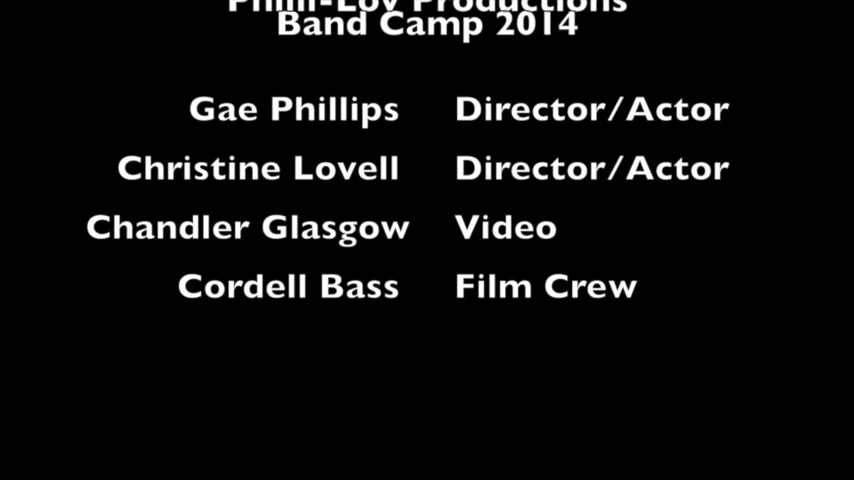 Productions
Band Camp 2014
Gae Phillips Director/Actor
Christine Lovell Director/Actor
Chandler Glasgow Video
Cordell Bass Film Crew